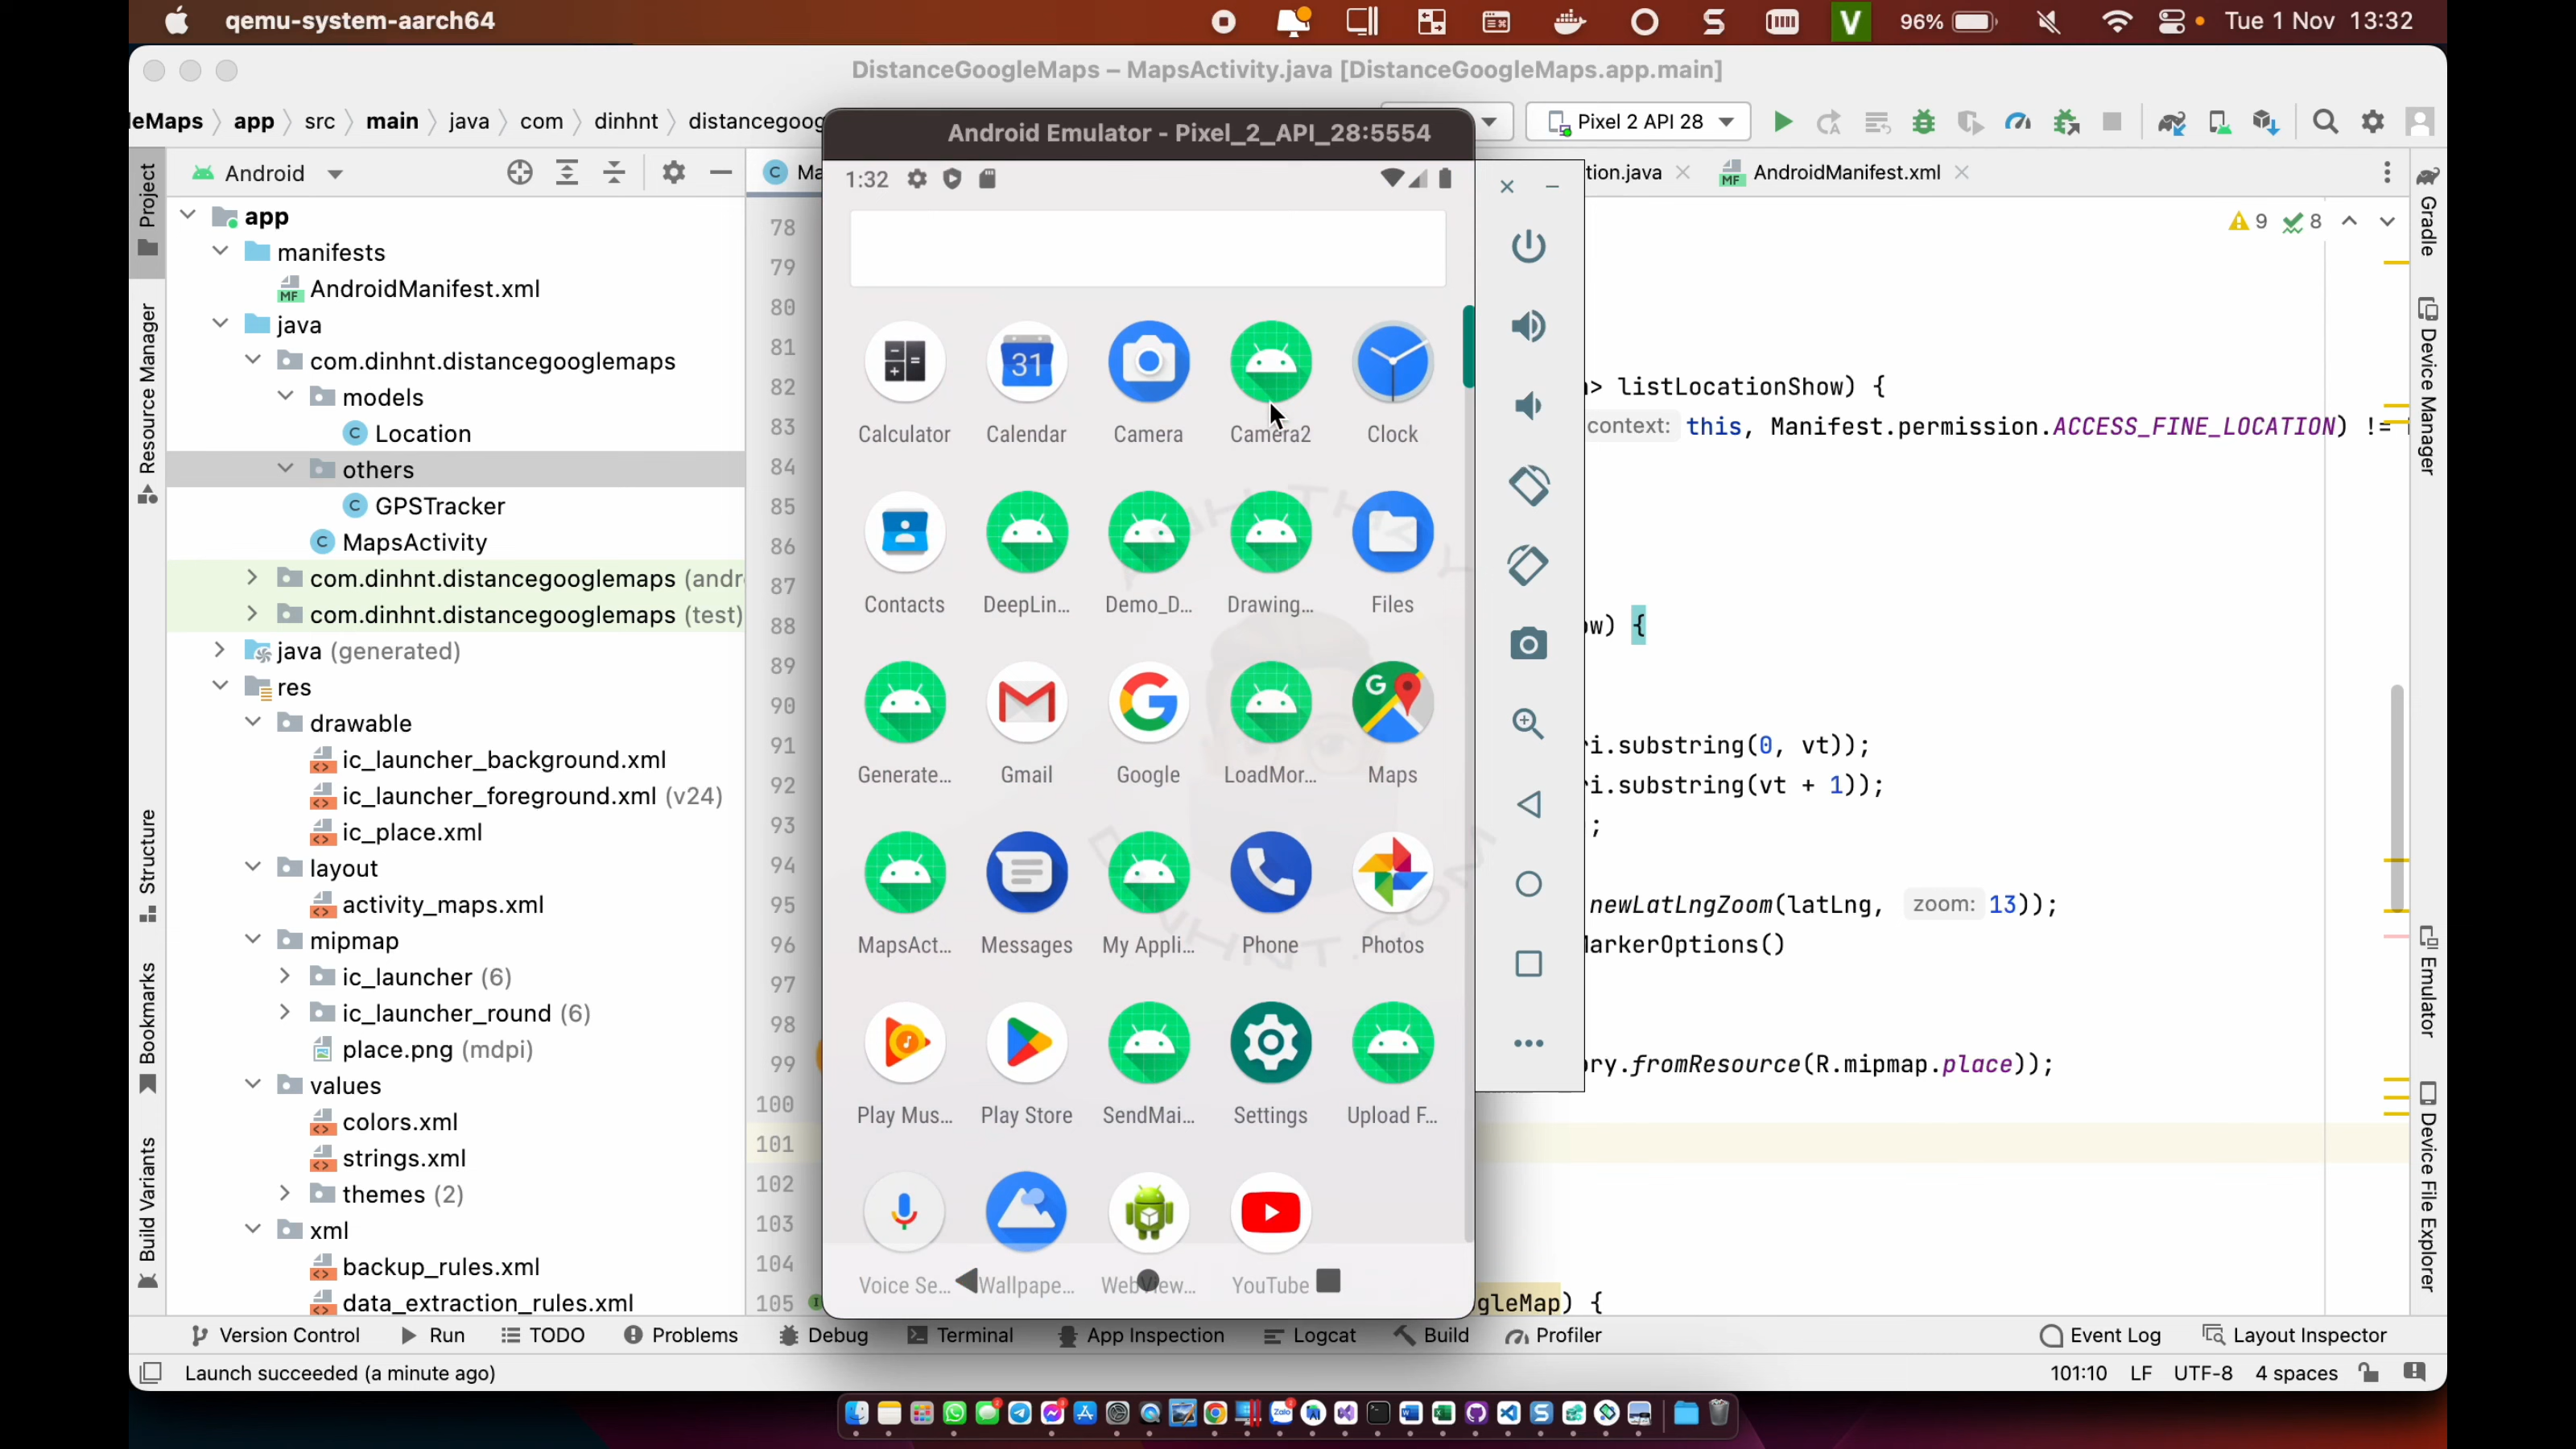 qemu-system-aarch64
96%
Tue 1 Nov 13:32
DistanceGoogleMaps – MapsActivity.java [DistanceGoogleMaps.app.main]
leMaps
app
src
main
java
com
dinhnt
distancegoog
Pixel 2 API 28
Android Emulator - Pixel_2_API_28:5554
Android
Ma
tion.java
AndroidManifest.xml
Project
Resource Manager
Structure
Bookmarks
Build Variants
app
manifests
AndroidManifest.xml
java
com.dinhnt.distancegooglemaps
models
Location
others
GPSTracker
MapsActivity
com.dinhnt.distancegooglemaps (andr
com.dinhnt.distancegooglemaps (test)
java (generated)
res
drawable
ic_launcher_background.xml
ic_launcher_foreground.xml (v24)
ic_place.xml
layout
activity_maps.xml
mipmap
ic_launcher (6)
ic_launcher_round (6)
place.png (mdpi)
values
colors.xml
strings.xml
themes (2)
xml
backup_rules.xml
data_extraction_rules.xml
78
79
80
81
82
83
84
85
86
87
88
89
90
91
92
93
94
95
96
97
98
99
100
101
102
103
104
105
1:32
Calculator
Calendar
Camera
Camera2
Clock
Contacts
DeepLin...
Demo_D...
Drawing...
Files
Generate...
Gmail
Google
LoadMor...
Maps
MapsAct...
Messages
My Appli...
Phone
Photos
Play Mus...
Play Store
SendMai...
Settings
Upload F...
Voice Se...
Wallpape...
WebView...
YouTube
9
8
> listLocationShow) {
context: this, Manifest.permission.ACCESS_FINE_LOCATION) !=
ow) {
ri.substring(0, vt));
ri.substring(vt + 1));
;
newLatLngZoom(latLng, zoom: 13));
MarkerOptions()
ory.fromResource(R.mipmap.place));
gleMap) {
Gradle
Device Manager
Emulator
Device File Explorer
Version Control
Run
TODO
Problems
Debug
Terminal
App Inspection
Logcat
Build
Profiler
Event Log
Layout Inspector
Launch succeeded (a minute ago)
101:10
LF
UTF-8
4 spaces